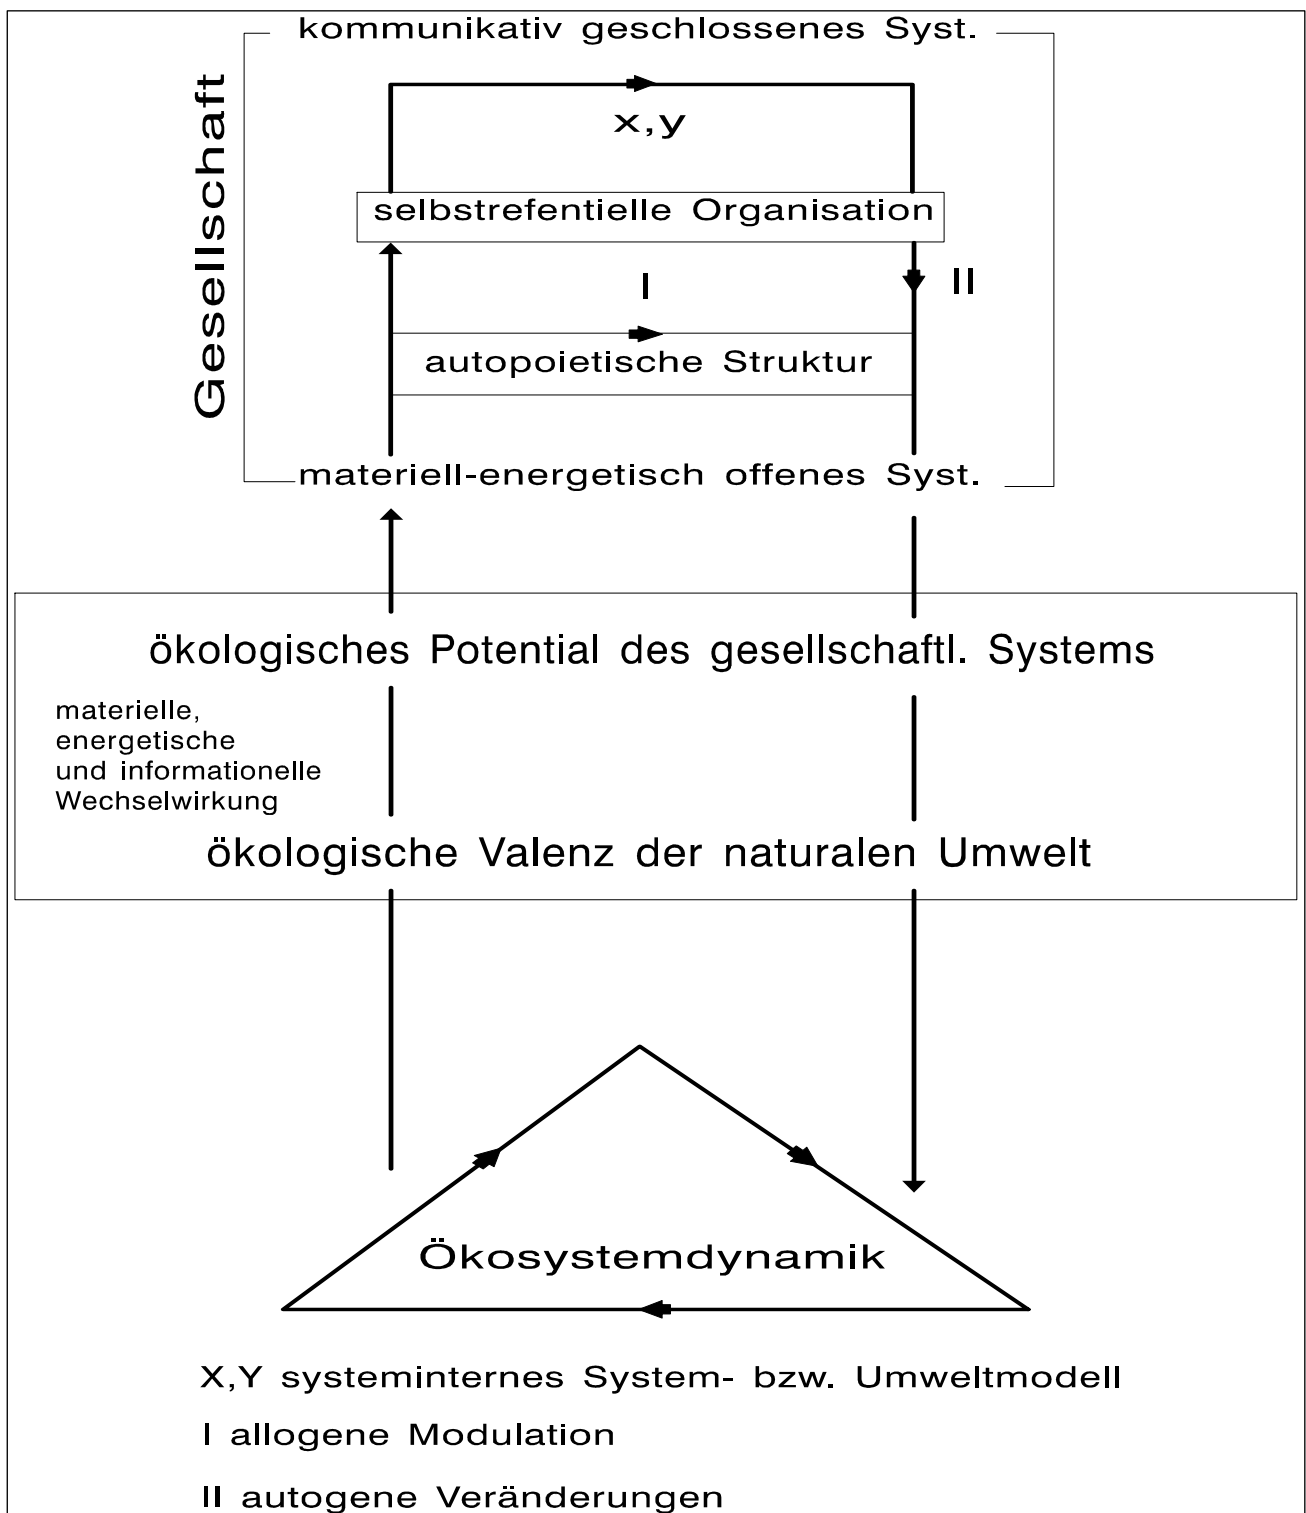 kommunikativ geschlossenes Syst.
Gesellschaft
x,y
selbstrefentielle Organisation
I
II
autopoietische Struktur
materiell-energetisch offenes Syst.
ökologisches Potential des gesellschaftl. Systems
materielle,
energetische
und informationelle
Wechselwirkung
ökologische Valenz der naturalen Umwelt
Ökosystemdynamik
X,Y systeminternes System- bzw. Umweltmodell
I allogene Modulation
II autogene Veränderungen